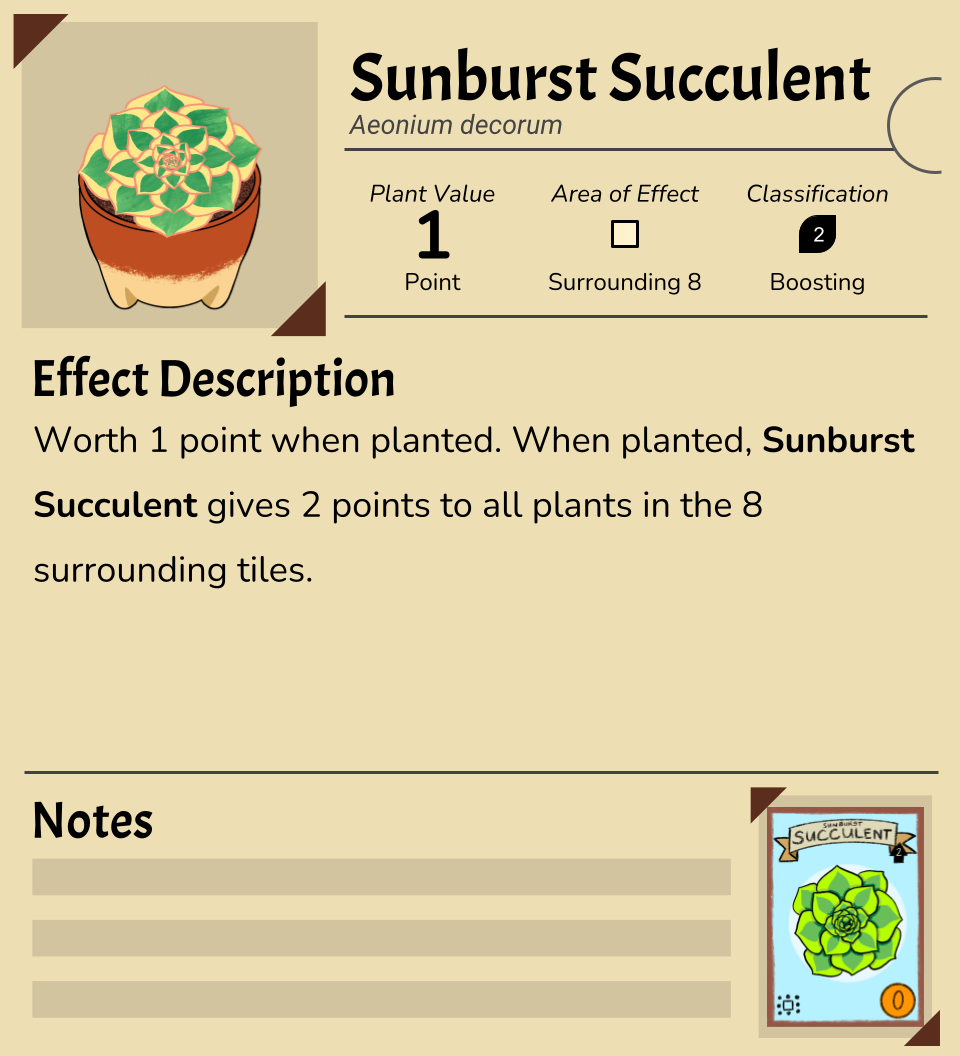 Sunburst Succulent
Aeonium decorum
Plant Value
1
Point
Area of Effect
Surrounding 8
Classification
2
Boosting
Effect Description
Worth 1 point when planted. When planted, Sunburst
Succulent gives 2 points to all plants in the 8
surrounding tiles.
Notes
SUNBURST
SUCCULENT
2
0